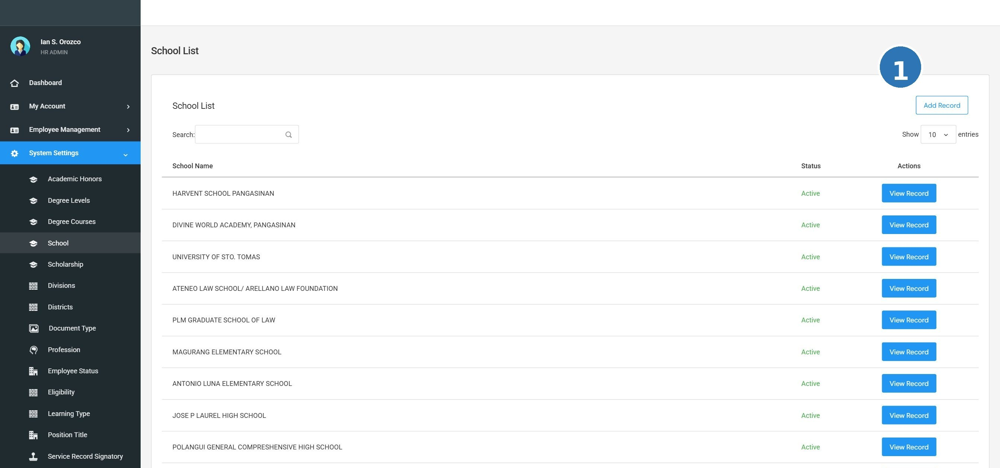 Ian S. Orozco
HR ADMIN
Dashboard
My Account
Employee Management
System Settings
Academic Honors
Degree Levels
Degree Courses
School
Scholarship
Divisions
Districts
Document Type
Profession
Employee Status
Eligibility
Learning Type
Position Title
Service Record Signatory
School List
1
School List
Add Record
Search:
Show 10 entries
School Name Status Actions
HARVENT SCHOOL PANGASINAN Active View Record
DIVINE WORLD ACADEMY, PANGASINAN Active View Record
UNIVERSITY OF STO. TOMAS Active View Record
ATENEO LAW SCHOOL/ ARELLANO LAW FOUNDATION Active View Record
PLM GRADUATE SCHOOL OF LAW Active View Record
MAGURANG ELEMENTARY SCHOOL Active View Record
ANTONIO LUNA ELEMENTARY SCHOOL Active View Record
JOSE P LAUREL HIGH SCHOOL Active View Record
POLANGUI GENERAL COMPRESHENSIVE HIGH SCHOOL Active View Record